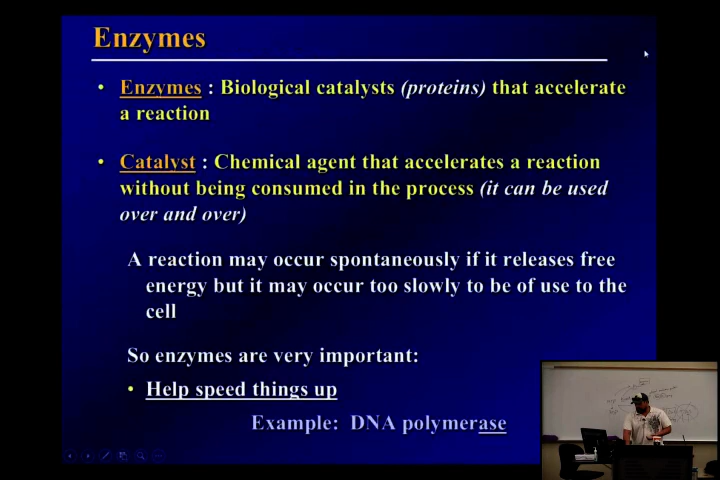 Enzymes
• Enzymes : Biological catalysts (proteins) that accelerate
a reaction
• Catalyst : Chemical agent that accelerates a reaction
without being consumed in the process (it can be used
over and over)
A reaction may occur spontaneously if it releases free
energy but it may occur too slowly to be of use to the
cell
So enzymes are very important:
• Help speed things up
Example: DNA polymerase